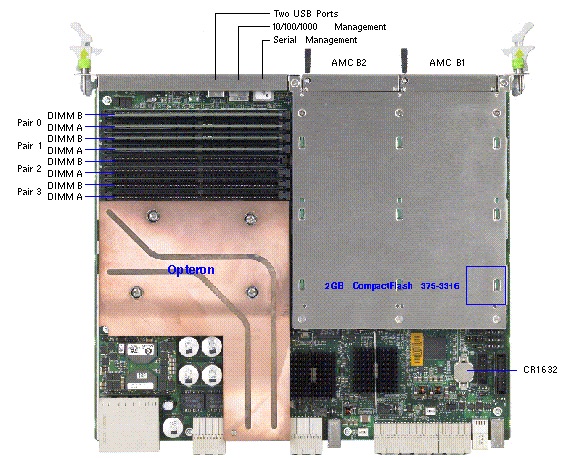 Two USB Ports
10/100/1000 Management
Serial Management
AMC B2
AMC B1
DIMM B
Pair 0
DIMM A
DIMM B
Pair 1
DIMM A
DIMM B
Pair 2
DIMM A
DIMM B
Pair 3
DIMM A
Opteron
2GB CompactFlash 375-3316
CR1632